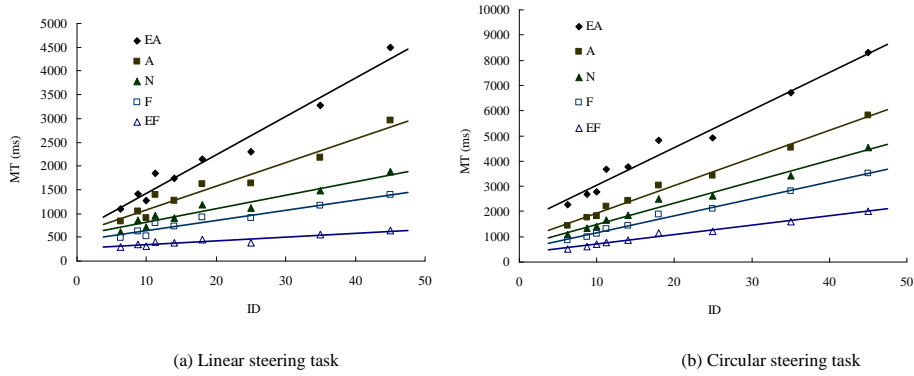 5000
4500
4000
3500
3000
2500
2000
1500
1000
500
0
MT (ms)
EA
A
N
F
EF
0 10 20 30 40 50
ID
(a) Linear steering task
10000
9000
8000
7000
6000
5000
4000
3000
2000
1000
0
MT (ms)
EA
A
N
F
EF
0 10 20 30 40 50
ID
(b) Circular steering task